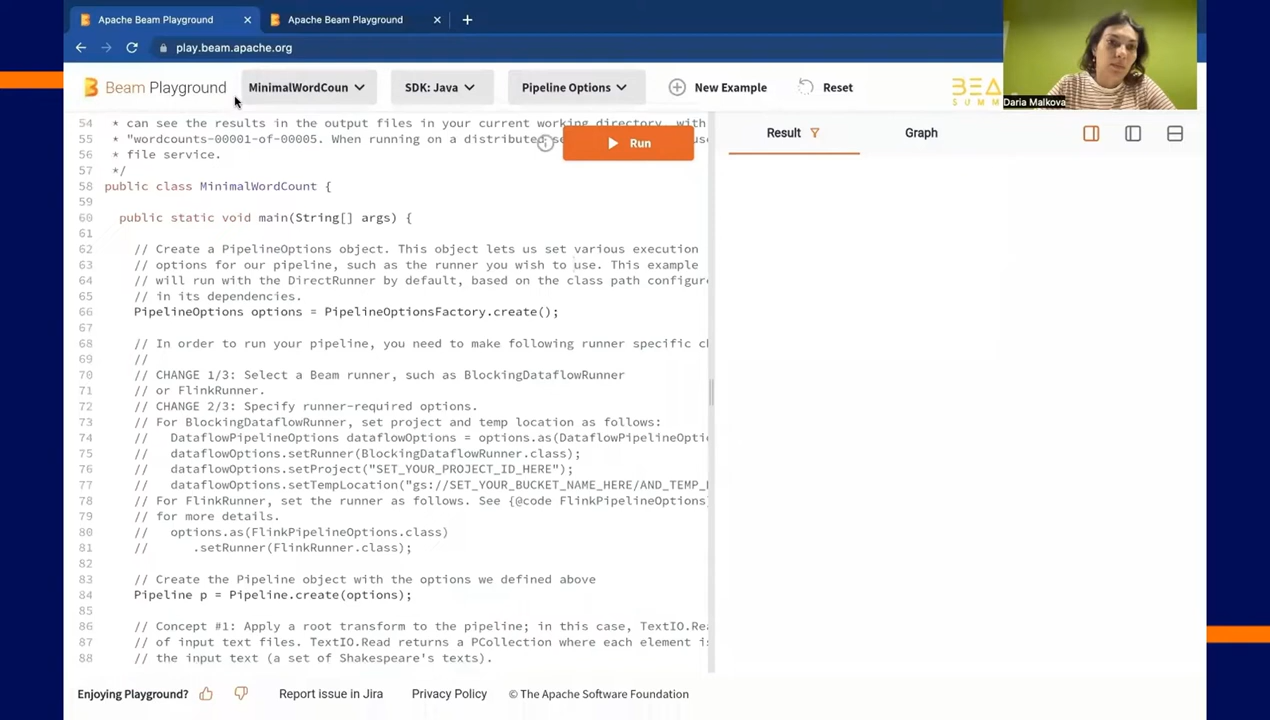 Apache Beam Playground
Apache Beam Playground
play.beam.apache.org
Beam Playground
MinimalWordCoun
SDK: Java
Pipeline Options
New Example
Reset
Daria Malkova
54 * can see the results in the output files in your current working directory, with
55 * "wordcounts-00001-of-00005. When running on a distributed se
Run
56 * file service.
57 */
58 public class MinimalWordCount {
59
60 public static void main(String[] args) {
61
62 // Create a PipelineOptions object. This object lets us set various execution
63 // options for our pipeline, such as the runner you wish to use. This example
64 // will run with the DirectRunner by default, based on the class path configure
65 // in its dependencies.
66 PipelineOptions options = PipelineOptionsFactory.create();
67
68 // In order to run your pipeline, you need to make following runner specific c
69 //
70 // CHANGE 1/3: Select a Beam runner, such as BlockingDataflowRunner
71 // or FlinkRunner.
72 // CHANGE 2/3: Specify runner-required options.
73 // For BlockingDataflowRunner, set project and temp location as follows:
74 // DataflowPipelineOptions dataflowOptions = options.as(DataflowPipelineOpti
75 // dataflowOptions.setRunner(BlockingDataflowRunner.class);
76 // dataflowOptions.setProject("SET_YOUR_PROJECT_ID_HERE");
77 // dataflowOptions.setTempLocation("gs://SET_YOUR_BUCKET_NAME_HERE/AND_TEMP_
78 // For FlinkRunner, set the runner as follows. See {@code FlinkPipelineOptions
79 // for more details.
80 // options.as(FlinkPipelineOptions.class)
81 // .setRunner(FlinkRunner.class);
82
83 // Create the Pipeline object with the options we defined above
84 Pipeline p = Pipeline.create(options);
85
86 // Concept #1: Apply a root transform to the pipeline; in this case, TextIO.Re
87 // of input text files. TextIO.Read returns a PCollection where each element is
88 // the input text (a set of Shakespeare's texts).
Result
Graph
Enjoying Playground?
Report issue in Jira
Privacy Policy
© The Apache Software Foundation